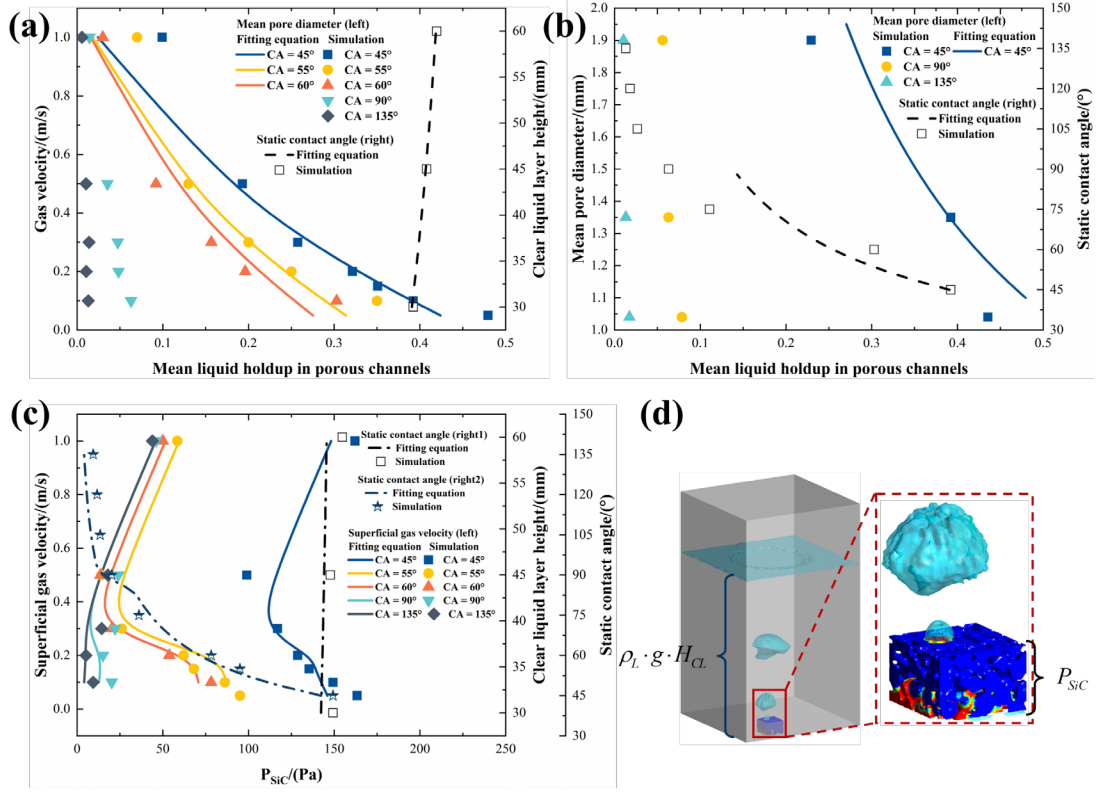 (a)
Gas velocity/(m/s)
1.0
0.8
0.6
0.4
0.2
0.0
Mean pore diameter (left)
Fitting equation Simulation
CA = 45° CA = 45°
CA = 55° CA = 55°
CA = 60° CA = 60°
CA = 90°
CA = 135°
Static contact angle (right)
Fitting equation
Simulation
60
55
50
45
40
35
30
Clear liquid layer height/(mm)
0.0 0.1 0.2 0.3 0.4 0.5
Mean liquid holdup in porous channels
(b)
Mean pore diameter/(mm)
2.0
1.9
1.8
1.7
1.6
1.5
1.4
1.3
1.2
1.1
1.0
Mean pore diameter (left)
Simulation Fitting equation
CA = 45° CA = 45°
CA = 90°
CA = 135°
Static contact angle (right)
Fitting equation
Simulation
150
135
120
105
90
75
60
45
30
Static contact angle/(°)
0.0 0.1 0.2 0.3 0.4 0.5
Mean liquid holdup in porous channels
(c)
Superficial gas velocity/(m/s)
1.0
0.8
0.6
0.4
0.2
0.0
Static contact angle (right1)
Fitting equation
Simulation
Static contact angle (right2)
Fitting equation
Simulation
Superficial gas velocity (left)
Fitting equation Simulation
CA = 45° CA = 45°
CA = 55° CA = 55°
CA = 60° CA = 60°
CA = 90° CA = 90°
CA = 135° CA = 135°
60
55
50
45
40
35
30
Clear liquid layer height/(mm)
150
135
120
105
90
75
60
45
30
Static contact angle/(°)
0 50 100 150 200 250
P_SiC/(Pa)
(d)
ρ_L · g · H_CL
P_SiC